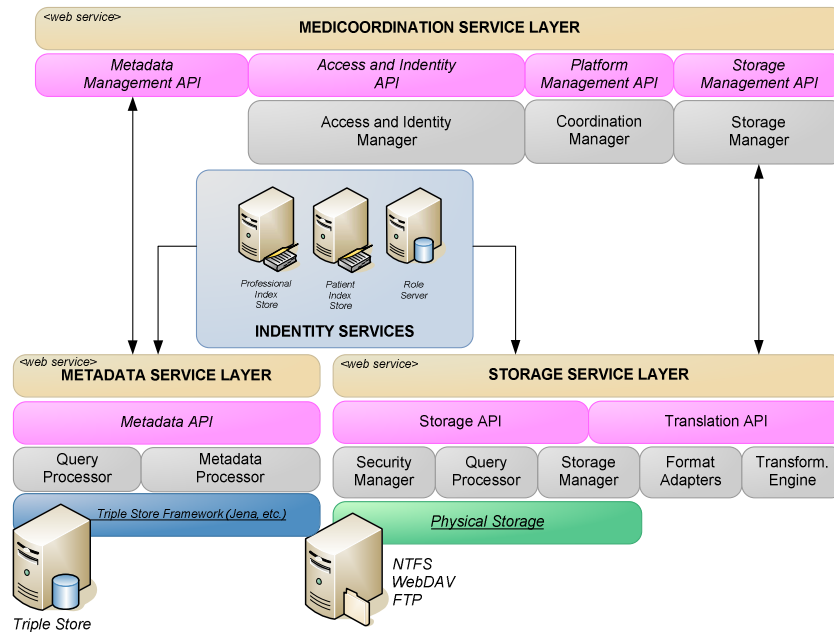 <web service>
MEDICOORDINATION SERVICE LAYER
Metadata
Management API
Access and Indentity
API
Platform
Management API
Storage
Management API
Access and Identity
Manager
Coordination
Manager
Storage
Manager
Professional
Index
Store
Patient
Index
Store
Role
Server
INDENTITY SERVICES
<web service>
METADATA SERVICE LAYER
Metadata API
Query
Processor
Metadata
Processor
Triple Store Framework (Jena, etc.)
Triple Store
<web service>
STORAGE SERVICE LAYER
Storage API
Translation API
Security
Manager
Query
Processor
Storage
Manager
Format
Adapters
Transform.
Engine
Physical Storage
NTFS
WebDAV
FTP